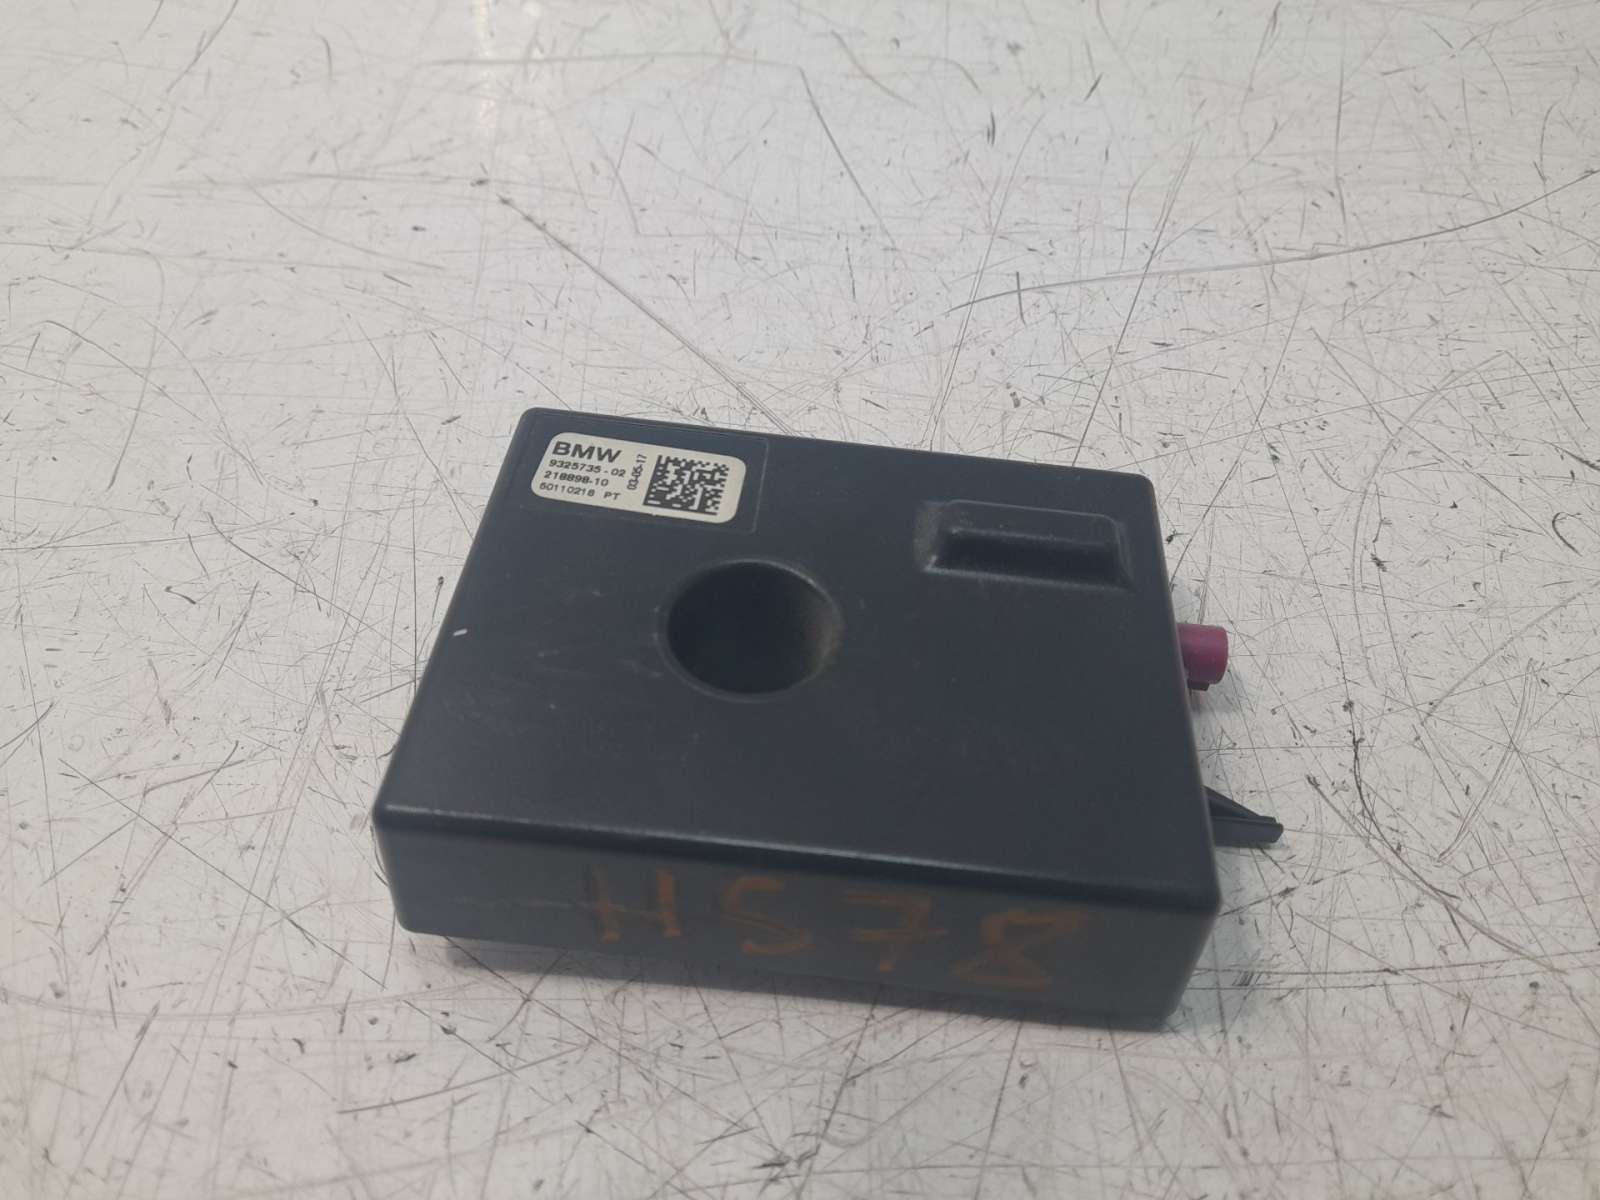 BMW
9325735-02
218898-10
50110218 PT
03-05-17
HS78